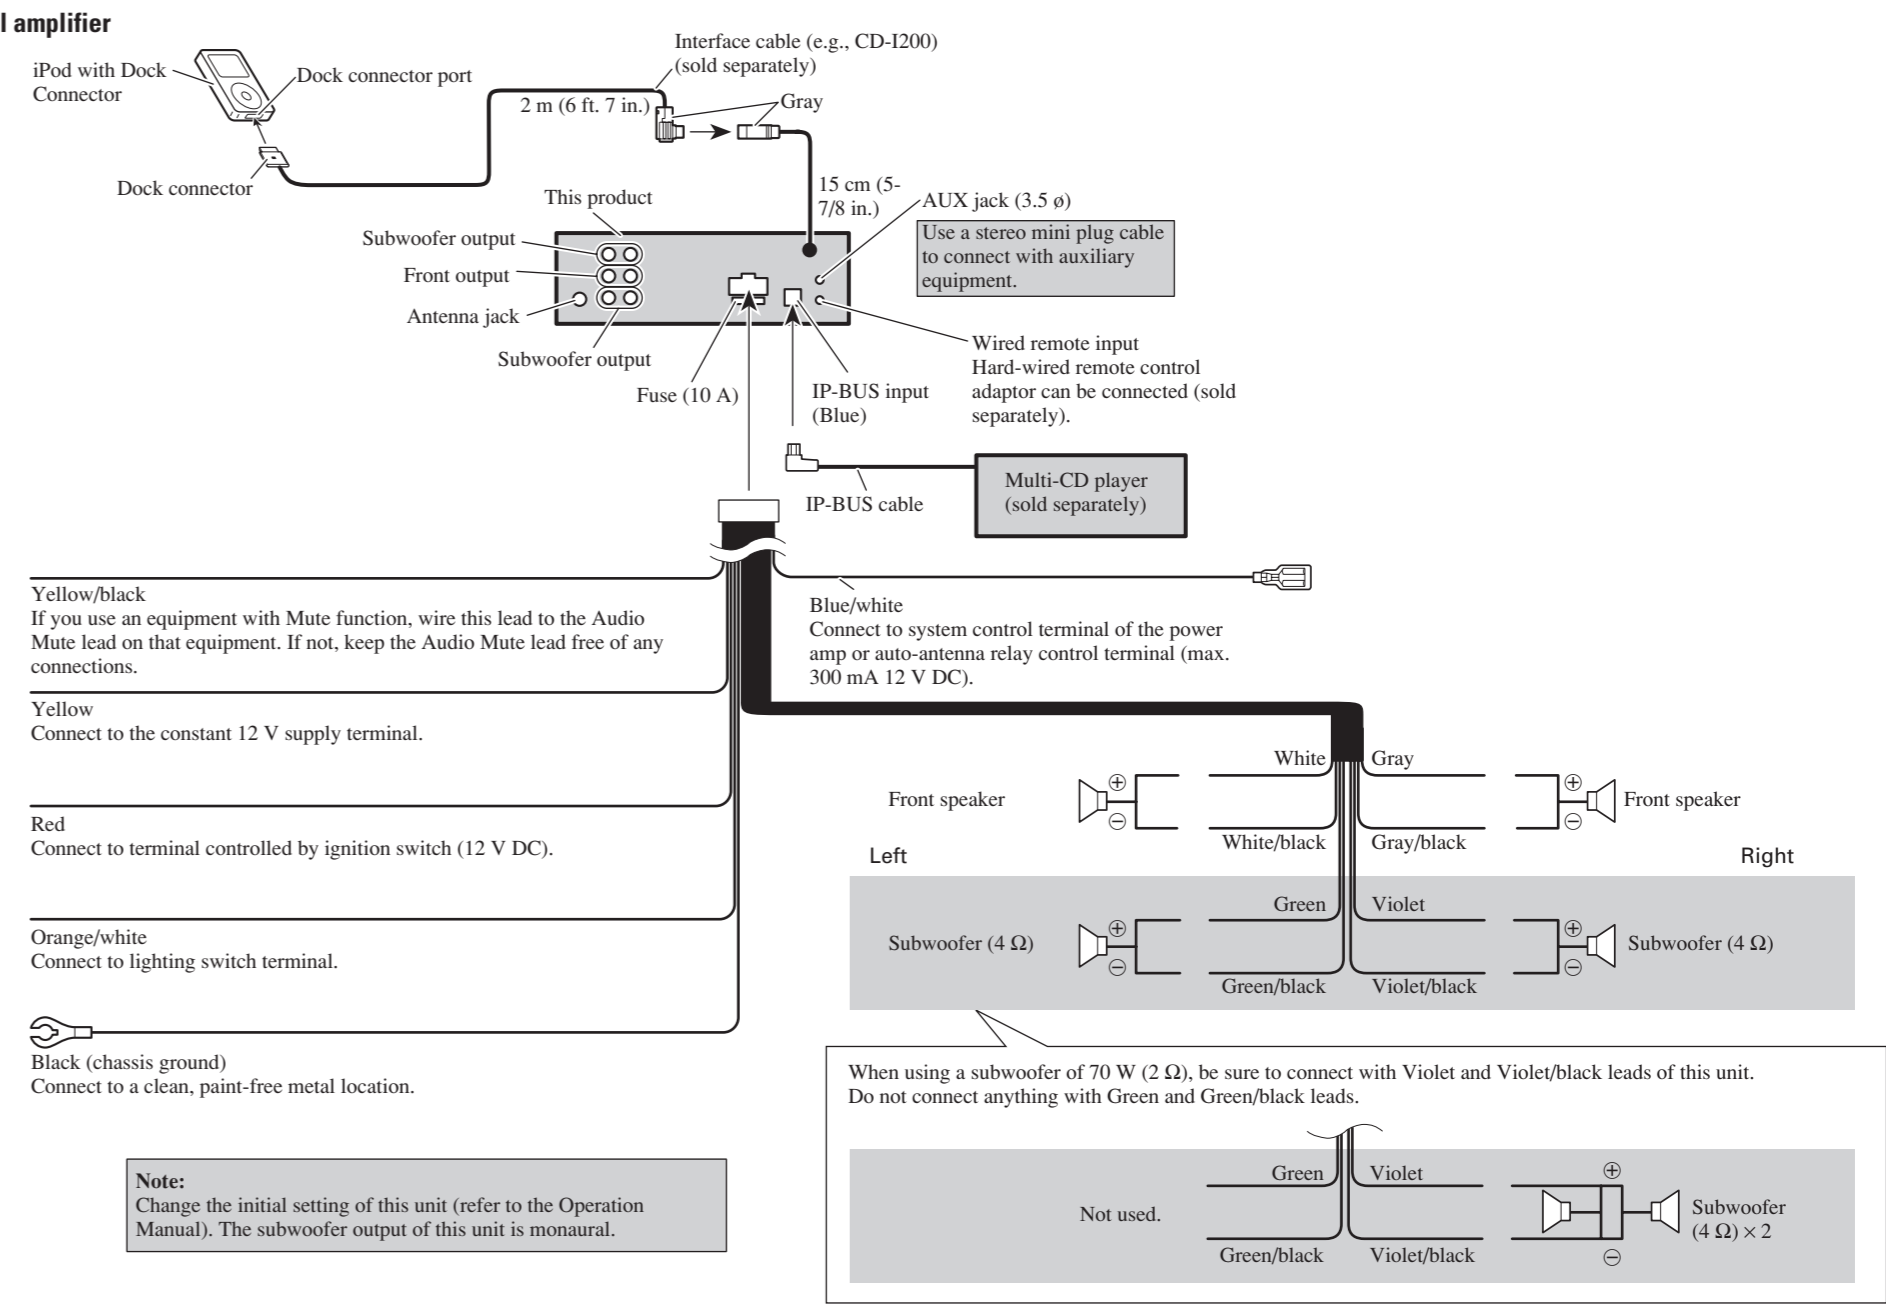 l amplifier
iPod with Dock
Connector
Dock connector port
Interface cable (e.g., CD-I200)
(sold separately)
2 m (6 ft. 7 in.)
Gray
Dock connector
15 cm (5-
7/8 in.)
This product
AUX jack (3.5 ø)
Use a stereo mini plug cable
to connect with auxiliary
equipment.
Subwoofer output
Front output
Antenna jack
Subwoofer output
Fuse (10 A)
IP-BUS input
(Blue)
Wired remote input
Hard-wired remote control
adaptor can be connected (sold
separately).
IP-BUS cable
Multi-CD player
(sold separately)
Yellow/black
If you use an equipment with Mute function, wire this lead to the Audio
Mute lead on that equipment. If not, keep the Audio Mute lead free of any
connections.
Blue/white
Connect to system control terminal of the power
amp or auto-antenna relay control terminal (max.
300 mA 12 V DC).
Yellow
Connect to the constant 12 V supply terminal.
Red
Connect to terminal controlled by ignition switch (12 V DC).
Orange/white
Connect to lighting switch terminal.
Black (chassis ground)
Connect to a clean, paint-free metal location.
White
Gray
Front speaker
⊕
⊖
⊕
⊖
Front speaker
White/black
Gray/black
Left
Right
Green
Violet
Subwoofer (4 Ω)
⊕
⊖
⊕
⊖
Subwoofer (4 Ω)
Green/black
Violet/black
When using a subwoofer of 70 W (2 Ω), be sure to connect with Violet and Violet/black leads of this unit.
Do not connect anything with Green and Green/black leads.
Green
Violet
⊕
Not used.
Subwoofer
(4 Ω) × 2
Green/black
Violet/black
⊖
Note:
Change the initial setting of this unit (refer to the Operation
Manual). The subwoofer output of this unit is monaural.